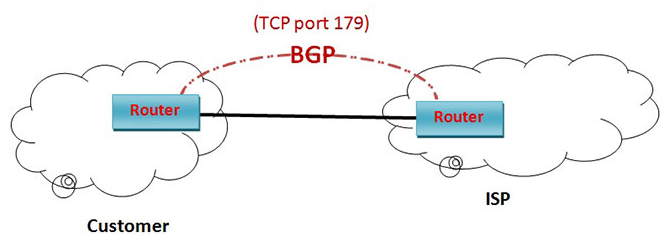 (TCP port 179)
BGP
Router
Router
Customer
ISP